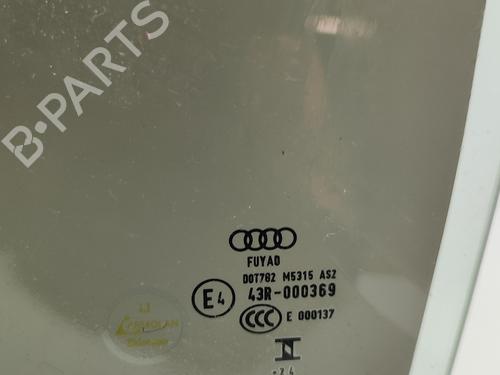 B-PARTS
FUYAO
DOT782 M5315 AS2
E4 43R-000369
CCC E 000137